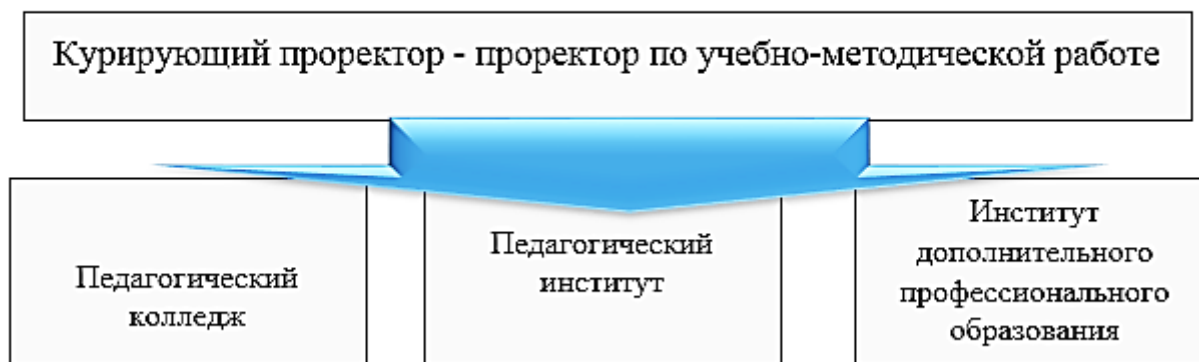 Курирующий проректор - проректор по учебно-методической работе
Педагогический
колледж
Педагогический
институт
Институт
дополнительного
профессионального
образования